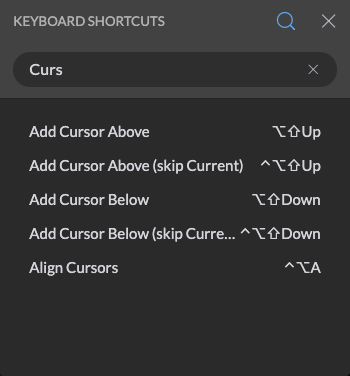 KEYBOARD SHORTCUTS
Curs
Add Cursor Above ⌥⇧Up
Add Cursor Above (skip Current) ^⌥⇧Up
Add Cursor Below ⌥⇧Down
Add Cursor Below (skip Curre... ^⌥⇧Down
Align Cursors ^⌥A